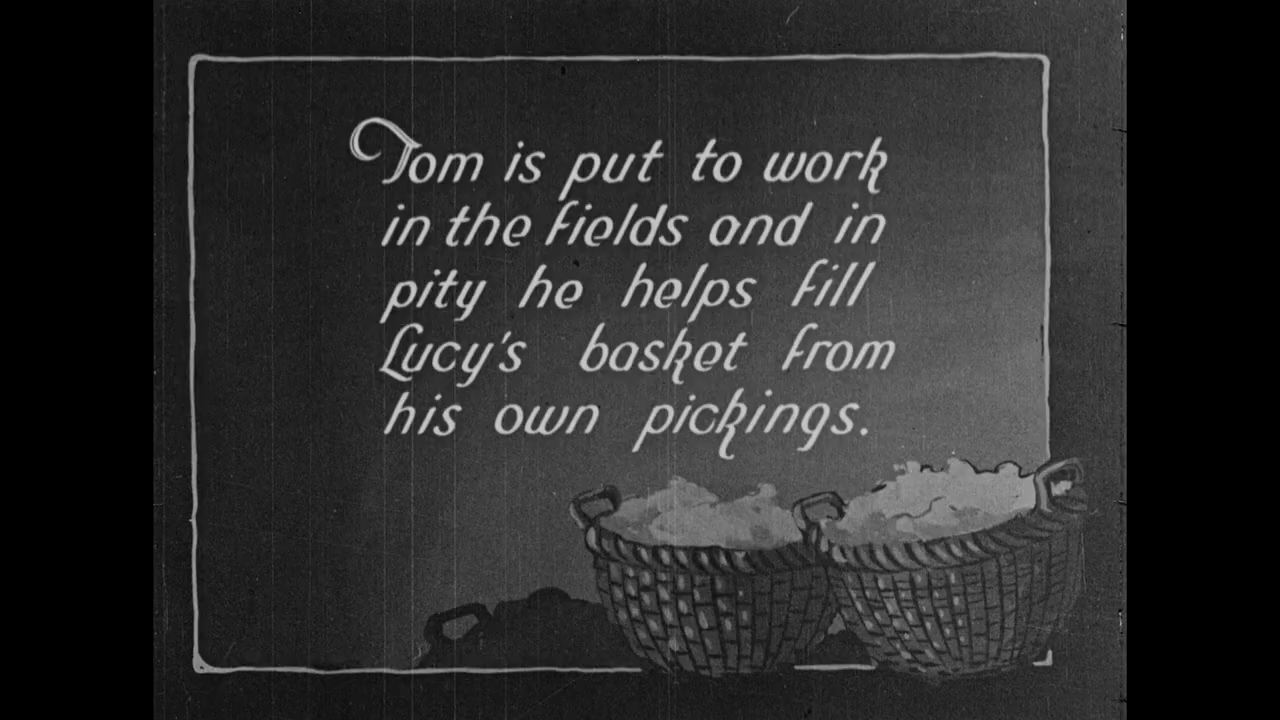 Tom is put to work
in the fields and in
pity he helps fill
Lucy's basket from
his own pickings.